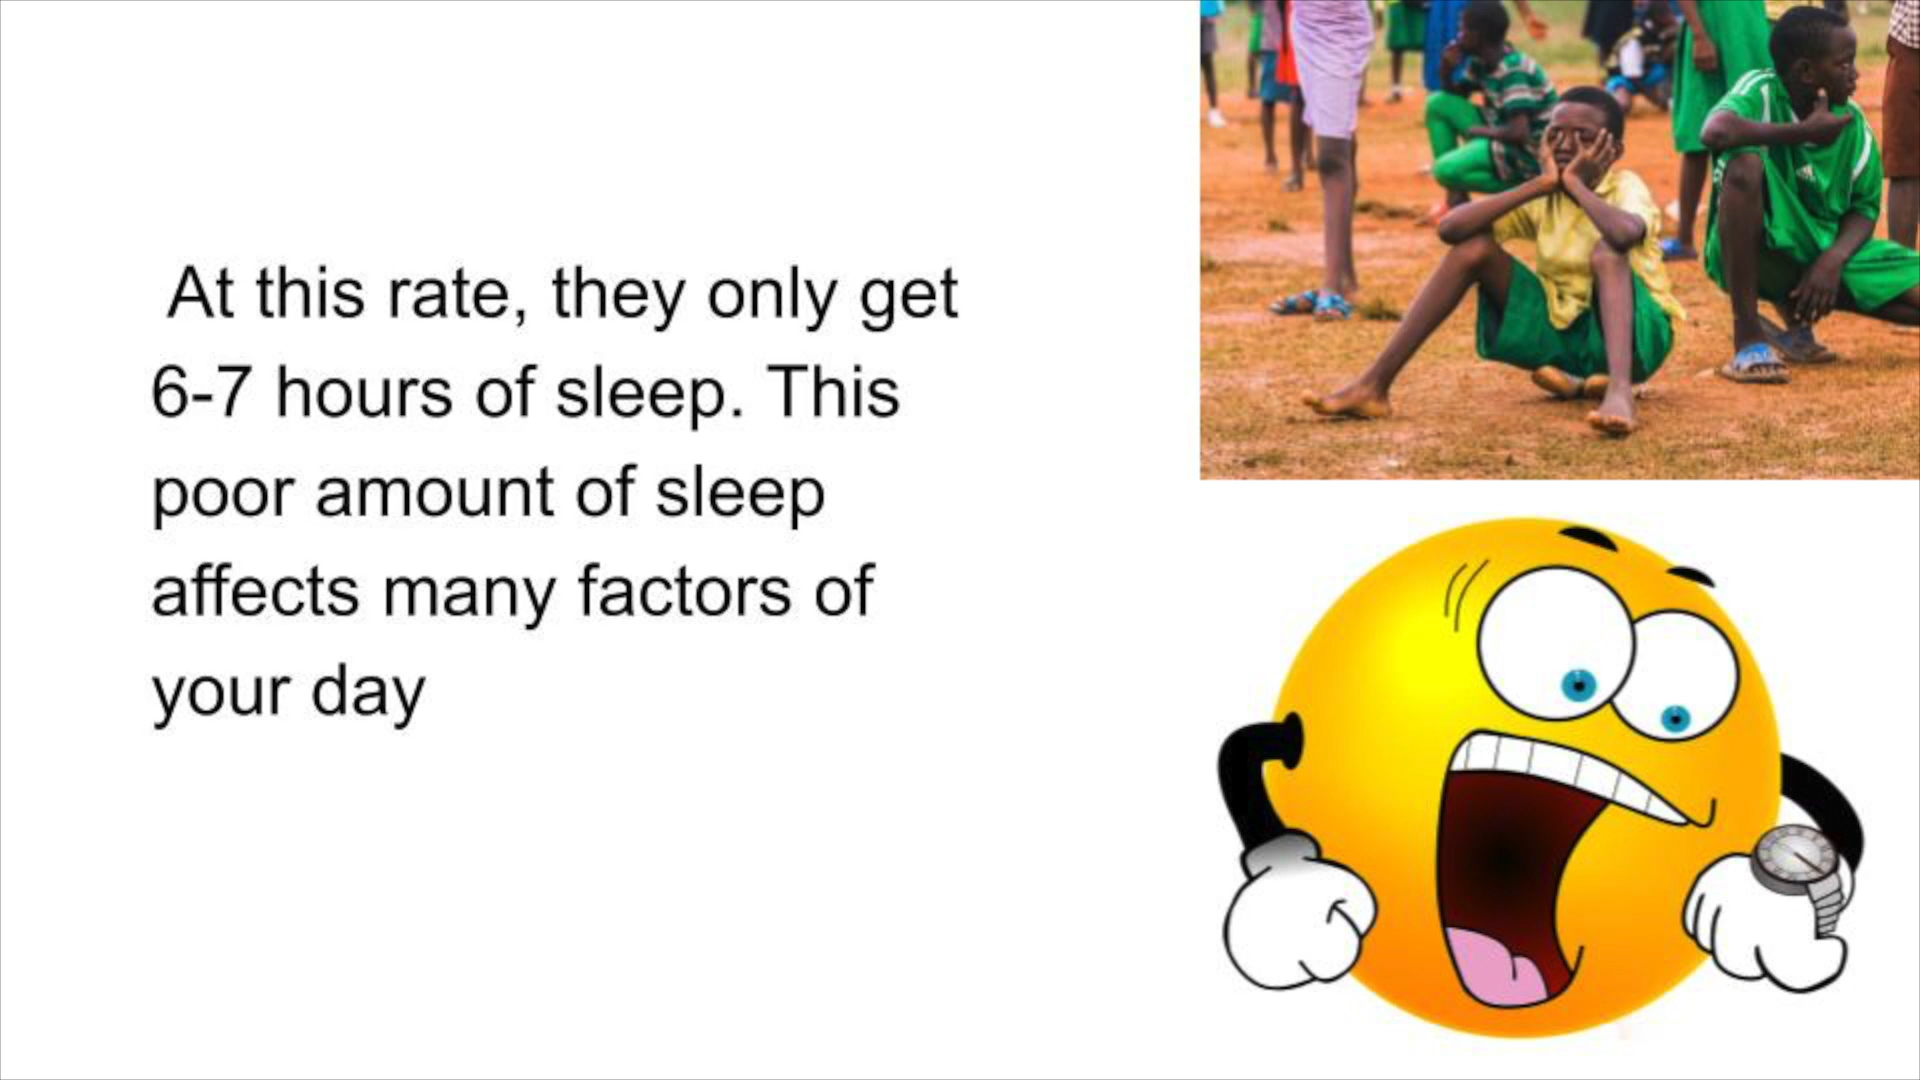 At this rate, they only get
6-7 hours of sleep. This
poor amount of sleep
affects many factors of
your day